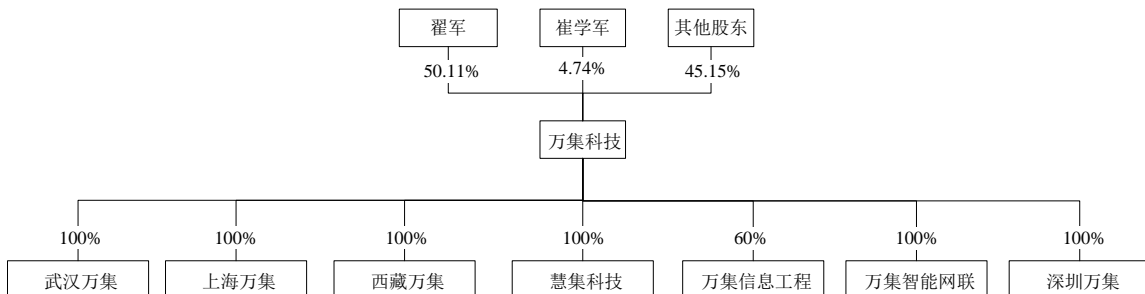 翟军 崔学军 其他股东
50.11% 4.74% 45.15%
万集科技
100% 100% 100% 100% 60% 100% 100%
武汉万集 上海万集 西藏万集 慧集科技 万集信息工程 万集智能网联 深圳万集